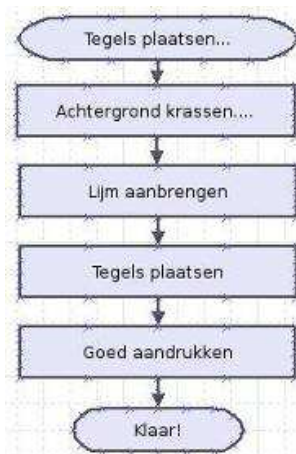 Tegels plaatsen...
Achtergrond krassen....
Lijm aanbrengen
Tegels plaatsen
Goed aandrukken
Klaar!